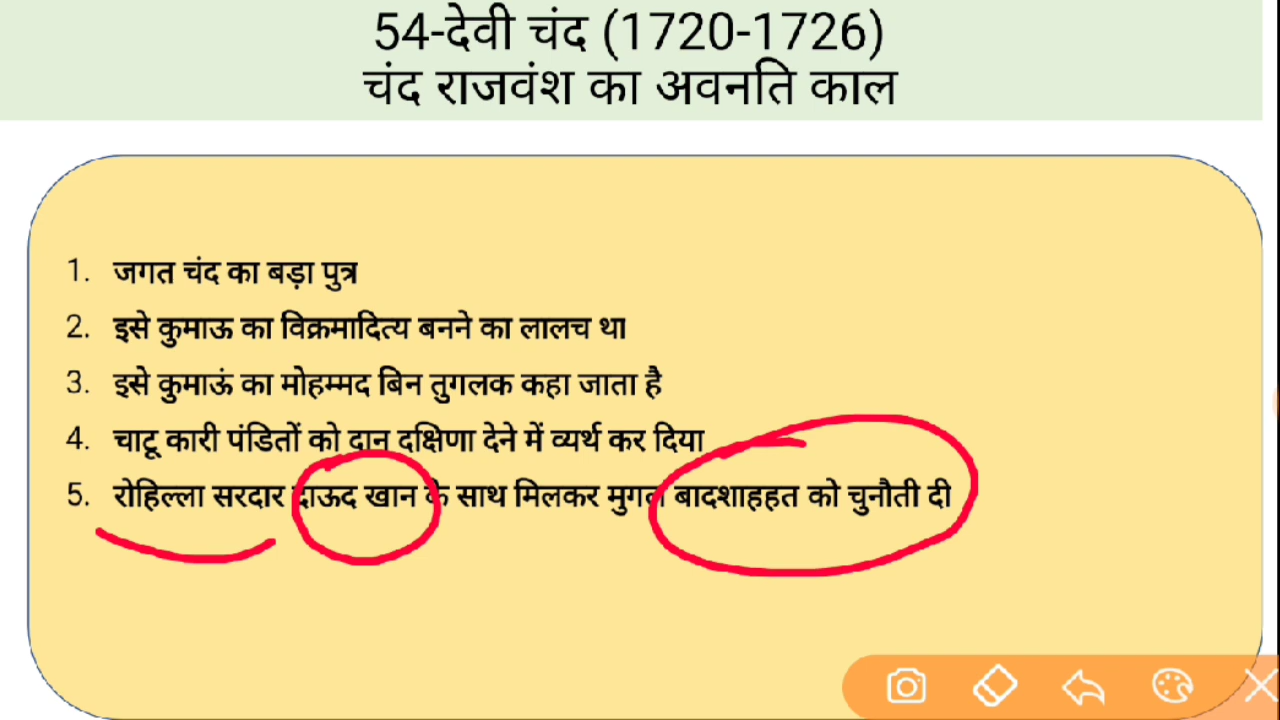 54-देवी चंद (1720-1726)
चंद राजवंश का अवनति काल
1. जगत चंद का बड़ा पुत्र
2. इसे कुमाऊ का विक्रमादित्य बनने का लालच था
3. इसे कुमाऊं का मोहम्मद बिन तुगलक कहा जाता है
4. चाटू कारी पंडितों को दान दक्षिणा देने में व्यर्थ कर दिया
5. रोहिल्ला सरदार दाऊद खान के साथ मिलकर मुगल बादशाहहत को चुनौती दी